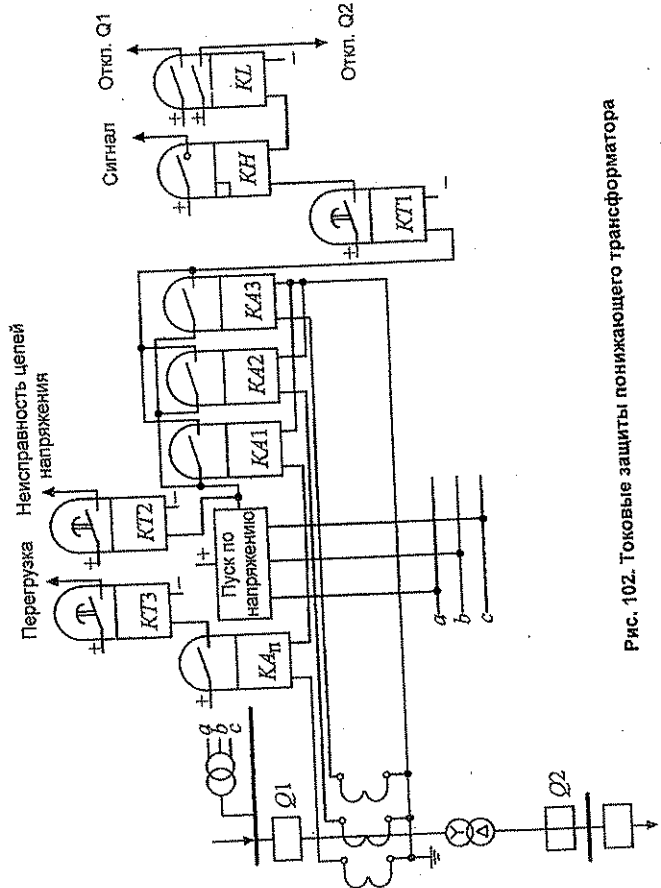 Откл. Q1
Откл. Q2
Сигнал
KL
KH
KT1
KA3
KA2
KA1
Неисправность цепей
напряжения
Перегрузка
KT2
KT3
Пуск по
напряжению
KAп
a
b
c
a
b
c
Q1
Q2
Рис. 102. Токовые защиты понижающего трансформатора